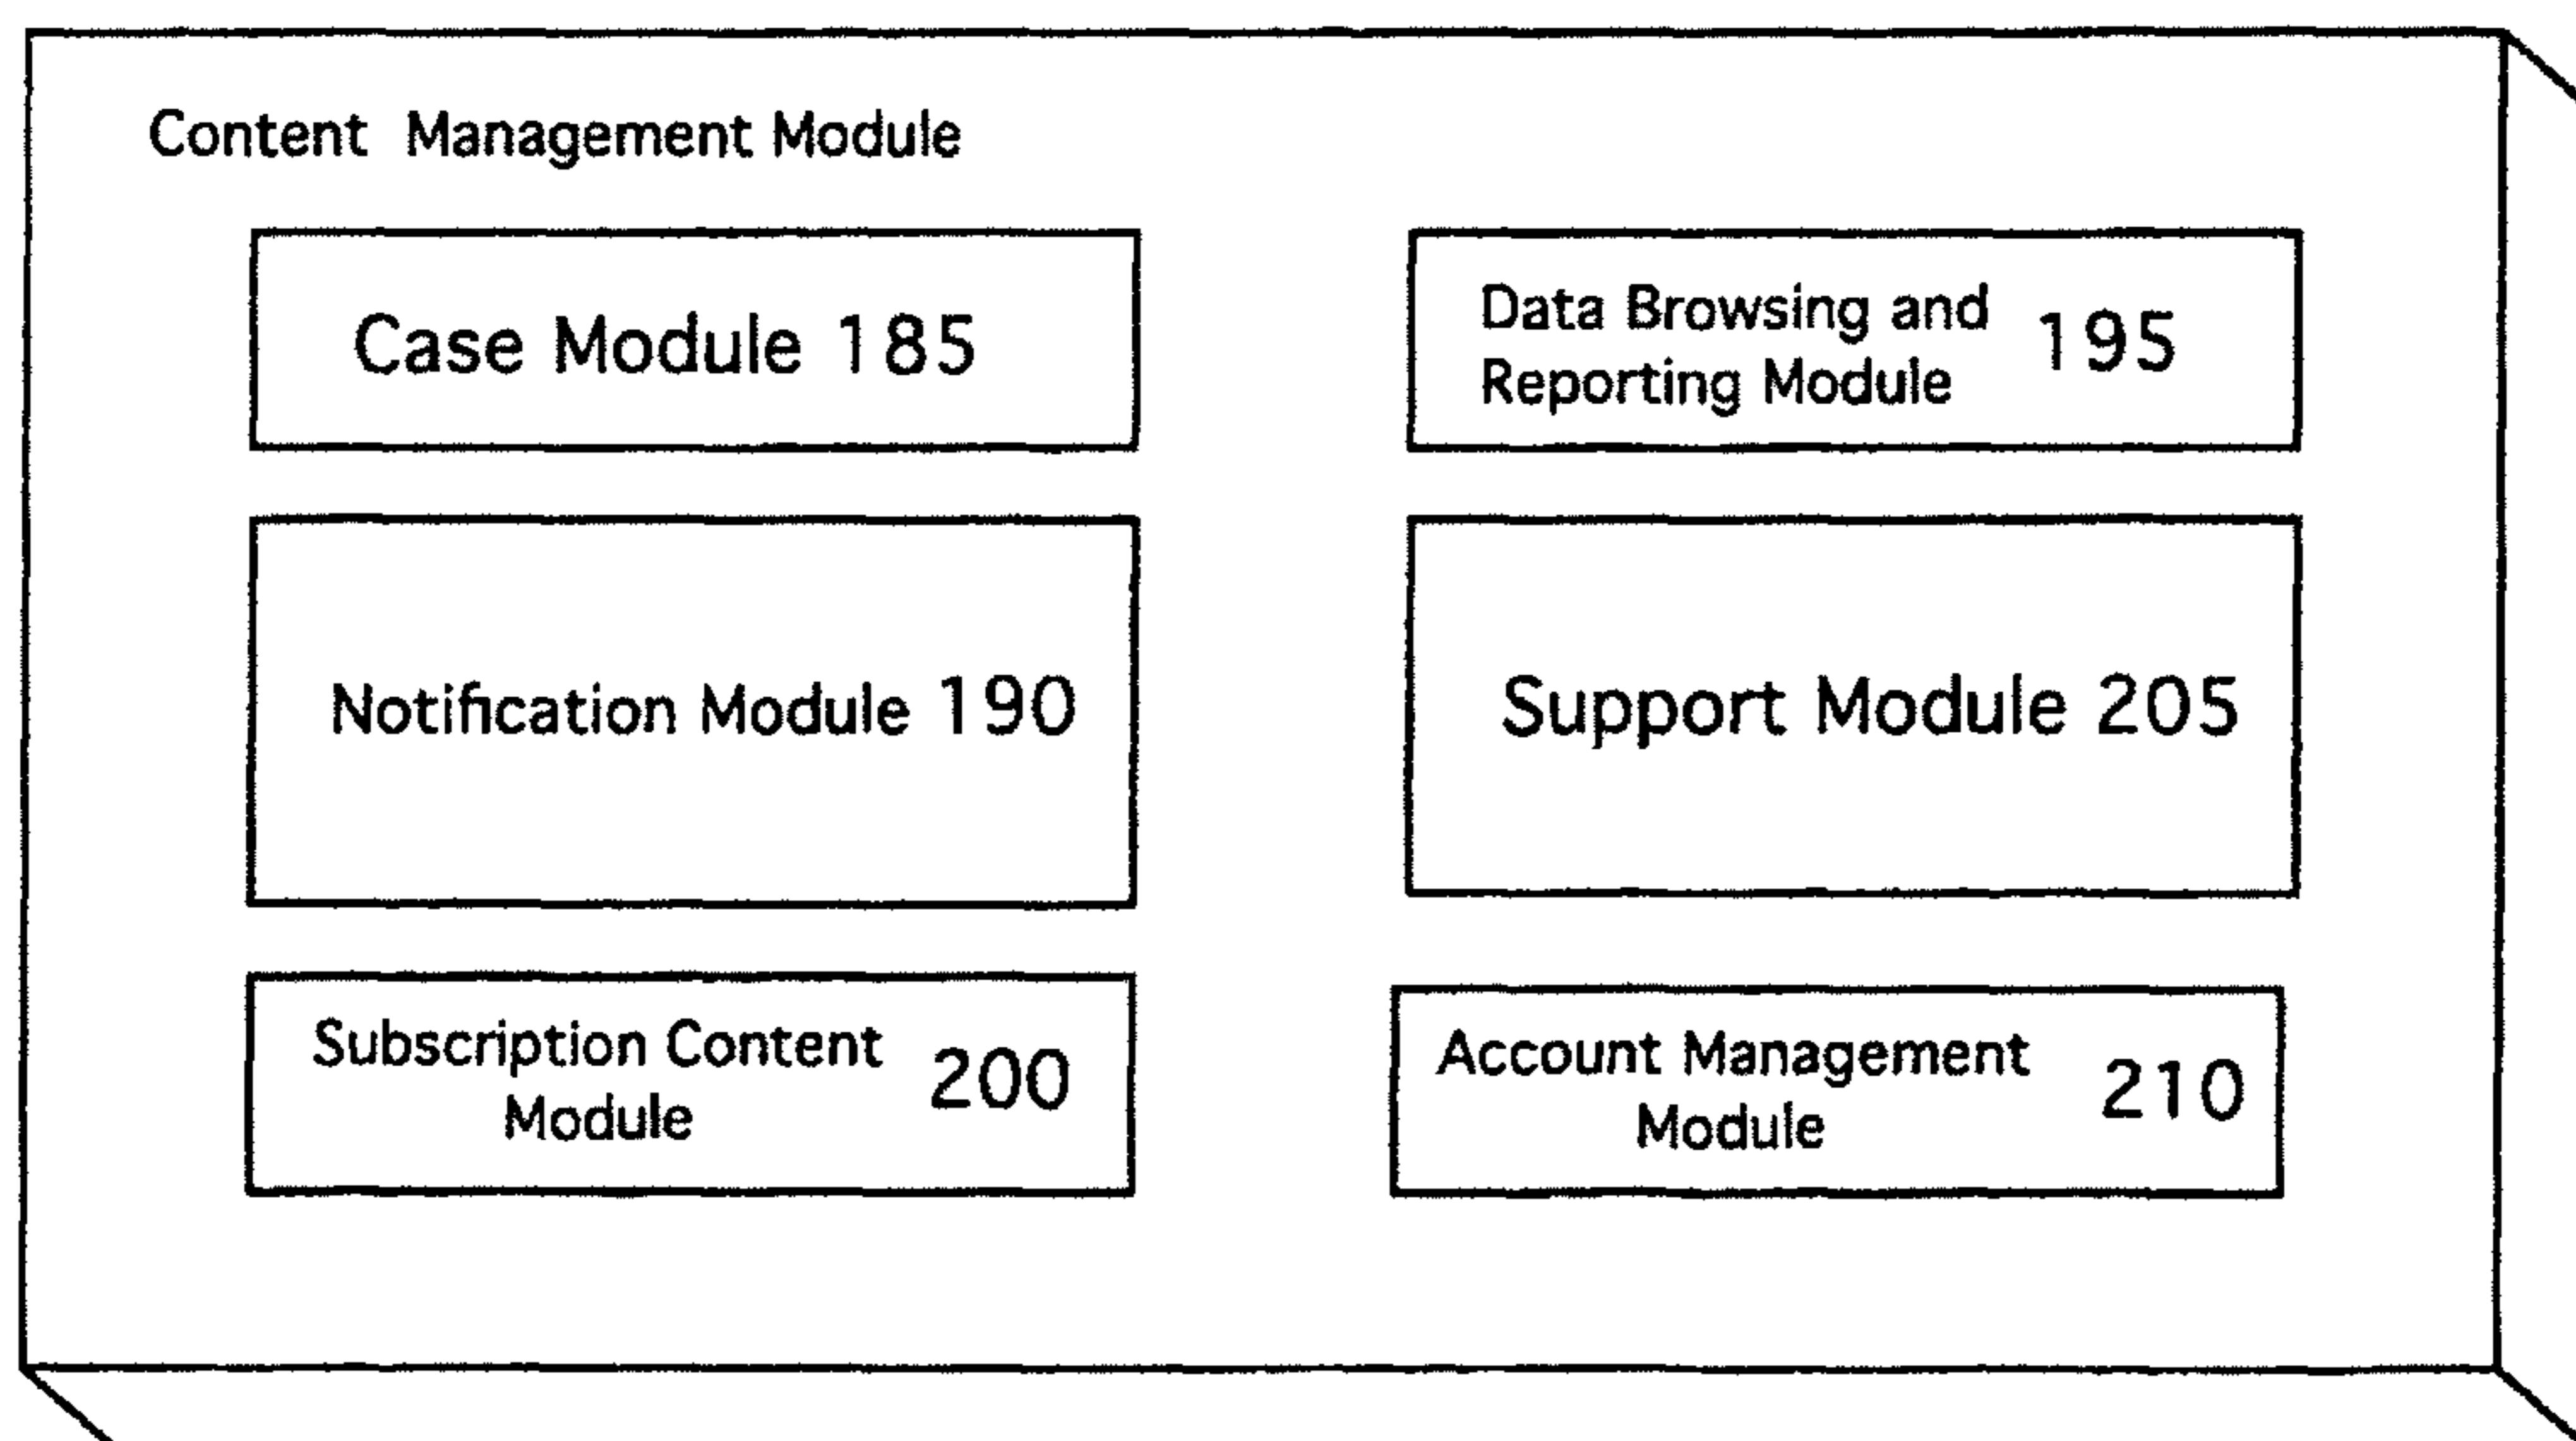 Content Management Module
Case Module 185
Data Browsing and
Reporting Module 195
Notification Module 190
Support Module 205
Subscription Content
Module 200
Account Management
Module 210